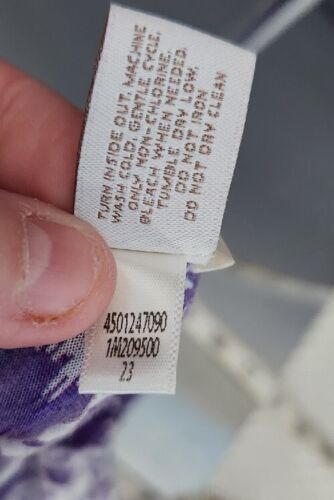 TURN INSIDE OUT, MACHINE
WASH COLD, GENTLE CYCLE,
ONLY NON-CHLORINE
BLEACH WHEN NEEDED,
TUMBLE DRY LOW,
DO NOT IRON
DO NOT DRY CLEAN
4501247090
1M209500
23